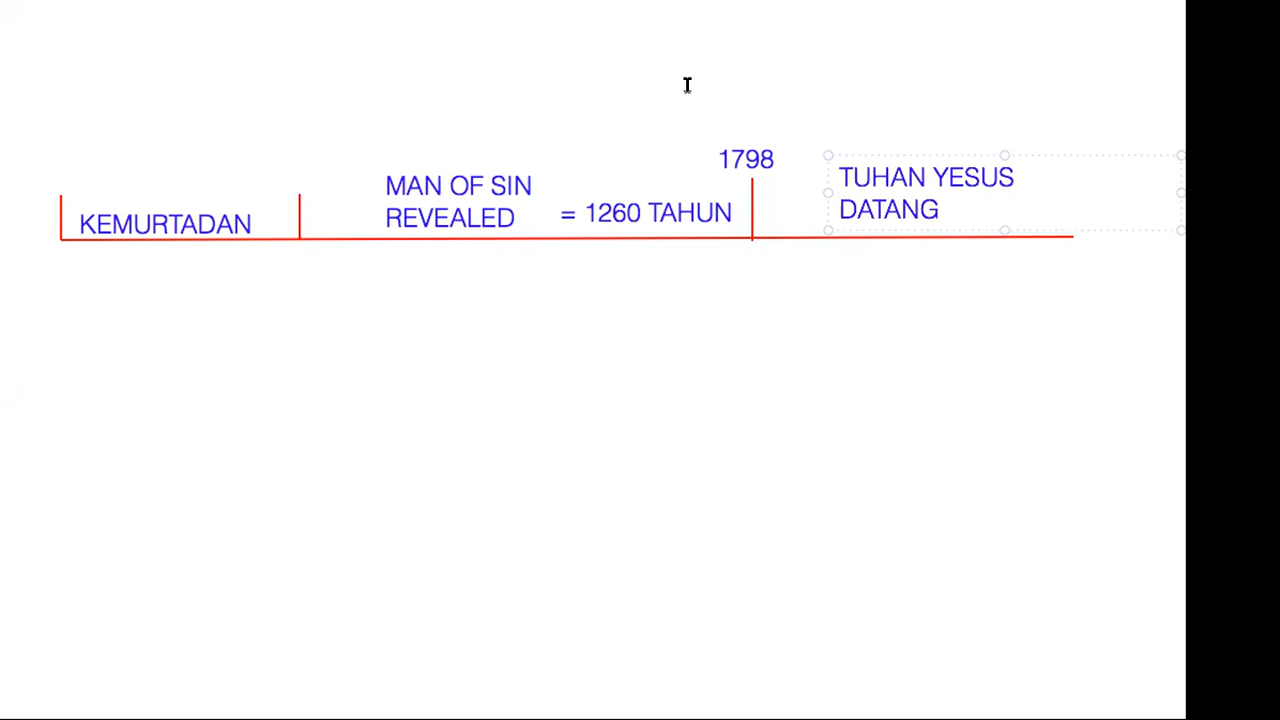 KEMURTADAN
MAN OF SIN
REVEALED
= 1260 TAHUN
1798
TUHAN YESUS
DATANG